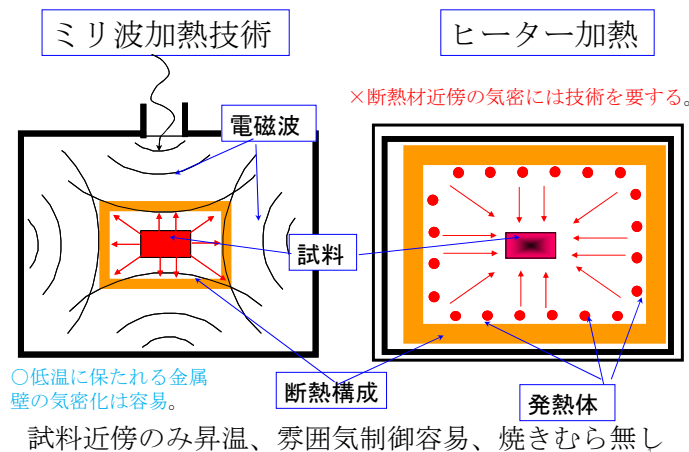 ミリ波加熱技術
ヒーター加熱
×断熱材近傍の気密には技術を要する。
電磁波
試料
○低温に保たれる金属
壁の気密化は容易。
断熱構成
発熱体
試料近傍のみ昇温、雰囲気制御容易、焼きむら無し